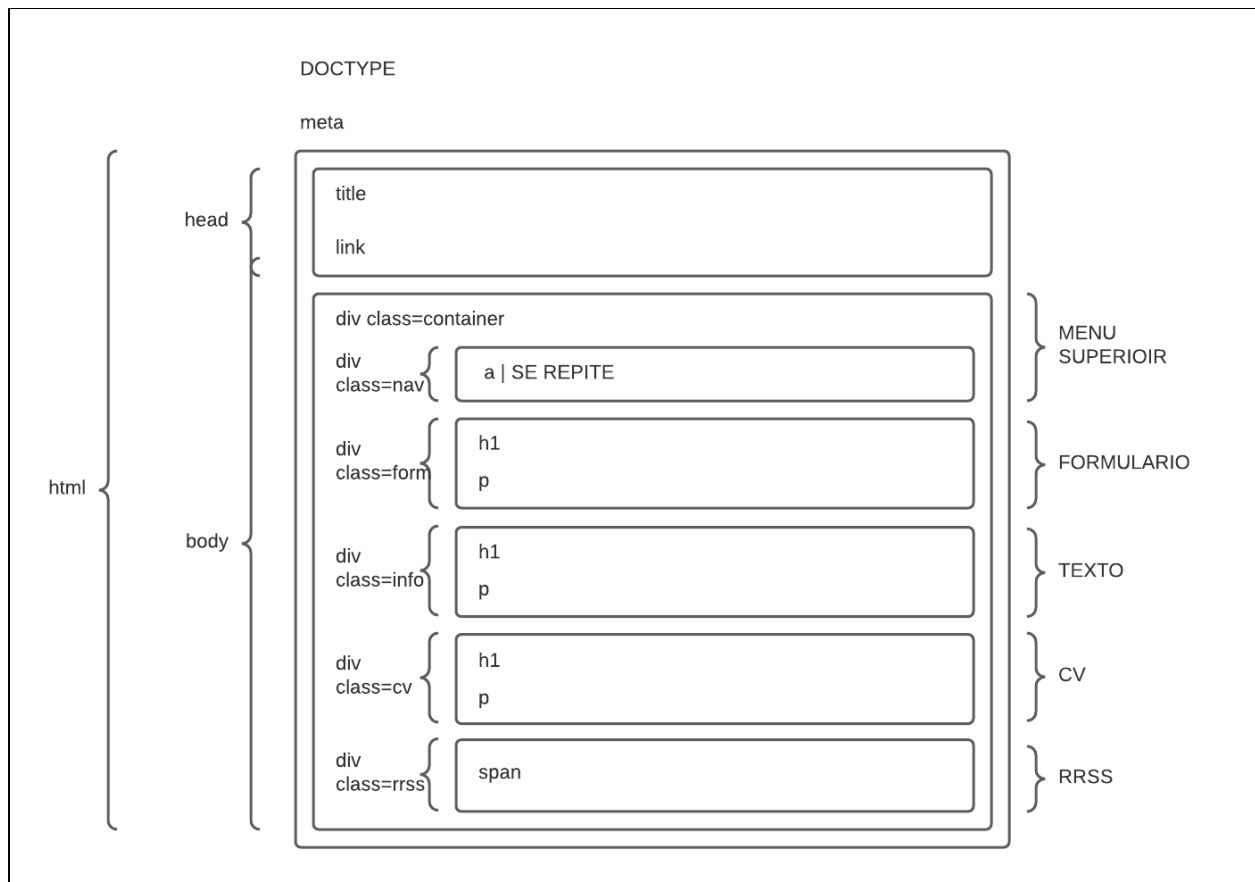 DOCTYPE
meta
title
head
link
div class=container
MENU
SUPERIOIR
div
class=nav
a | SE REPITE
div
class=form
h1
p
FORMULARIO
html
body
div
class=info
h1
p
TEXTO
div
class=cv
h1
p
CV
div
class=rrss
span
RRSS